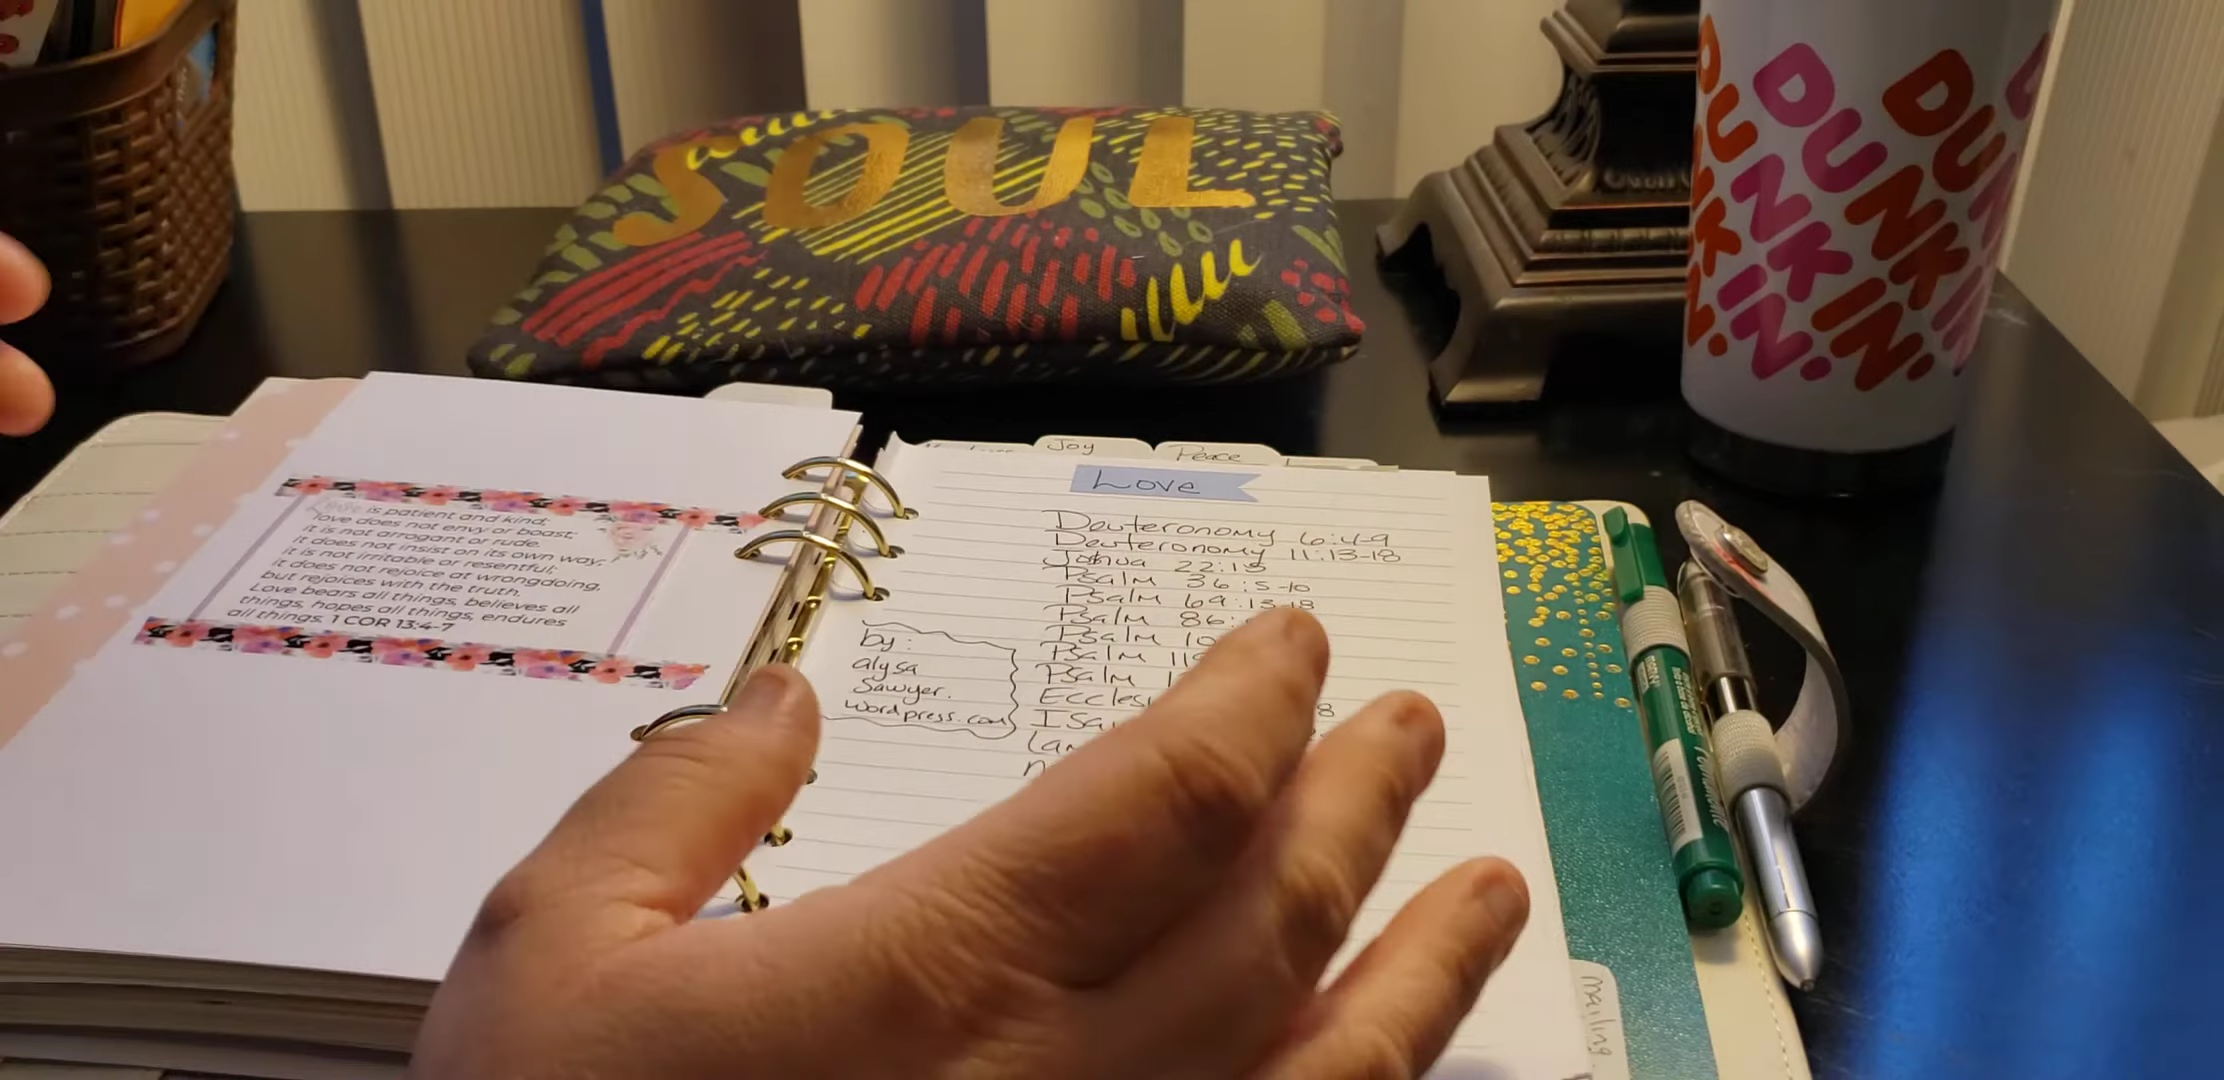 SOUL
DUNKIN'
DUNKIN'
DUNKIN'
Joy
Peace
is patient and kind;
love does not envy or boast;
it is not arrogant or rude.
it does not insist on its own way;
it is not irritable or resentful;
it does not rejoice at wrongdoing,
but rejoices with the truth.
Love bears all things, believes all
things, hopes all things, endures
all things. 1 COR 13:4-7
Love
Deuteronomy 6:4-9
Deuteronomy 11:13-18
Joshua 22:15
Psalm 36:5-10
Psalm 69:13-18
Psalm 86:
Psalm
Psalm
Psalm
by:
alysa
Sawyer.
wordpress.com
mailing